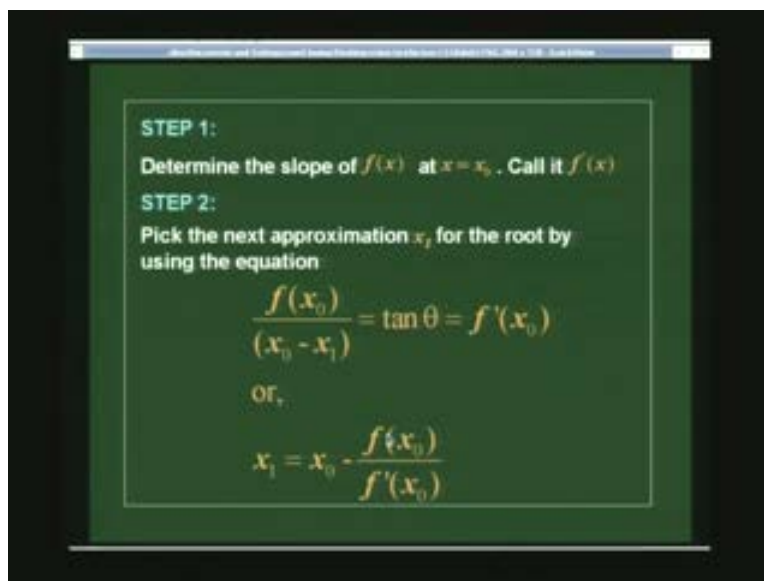 STEP 1:
Determine the slope of f(x) at x = x₀ . Call it f'(x)
STEP 2:
Pick the next approximation x₁ for the root by
using the equation
f(x₀)
/(x₀ - x₁) = tan θ = f'(x₀)
or,
x₁ = x₀ - f(x₀)
/f'(x₀)